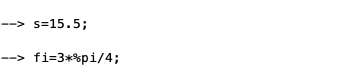 --> s=15.5;
--> fi=3*%pi/4;